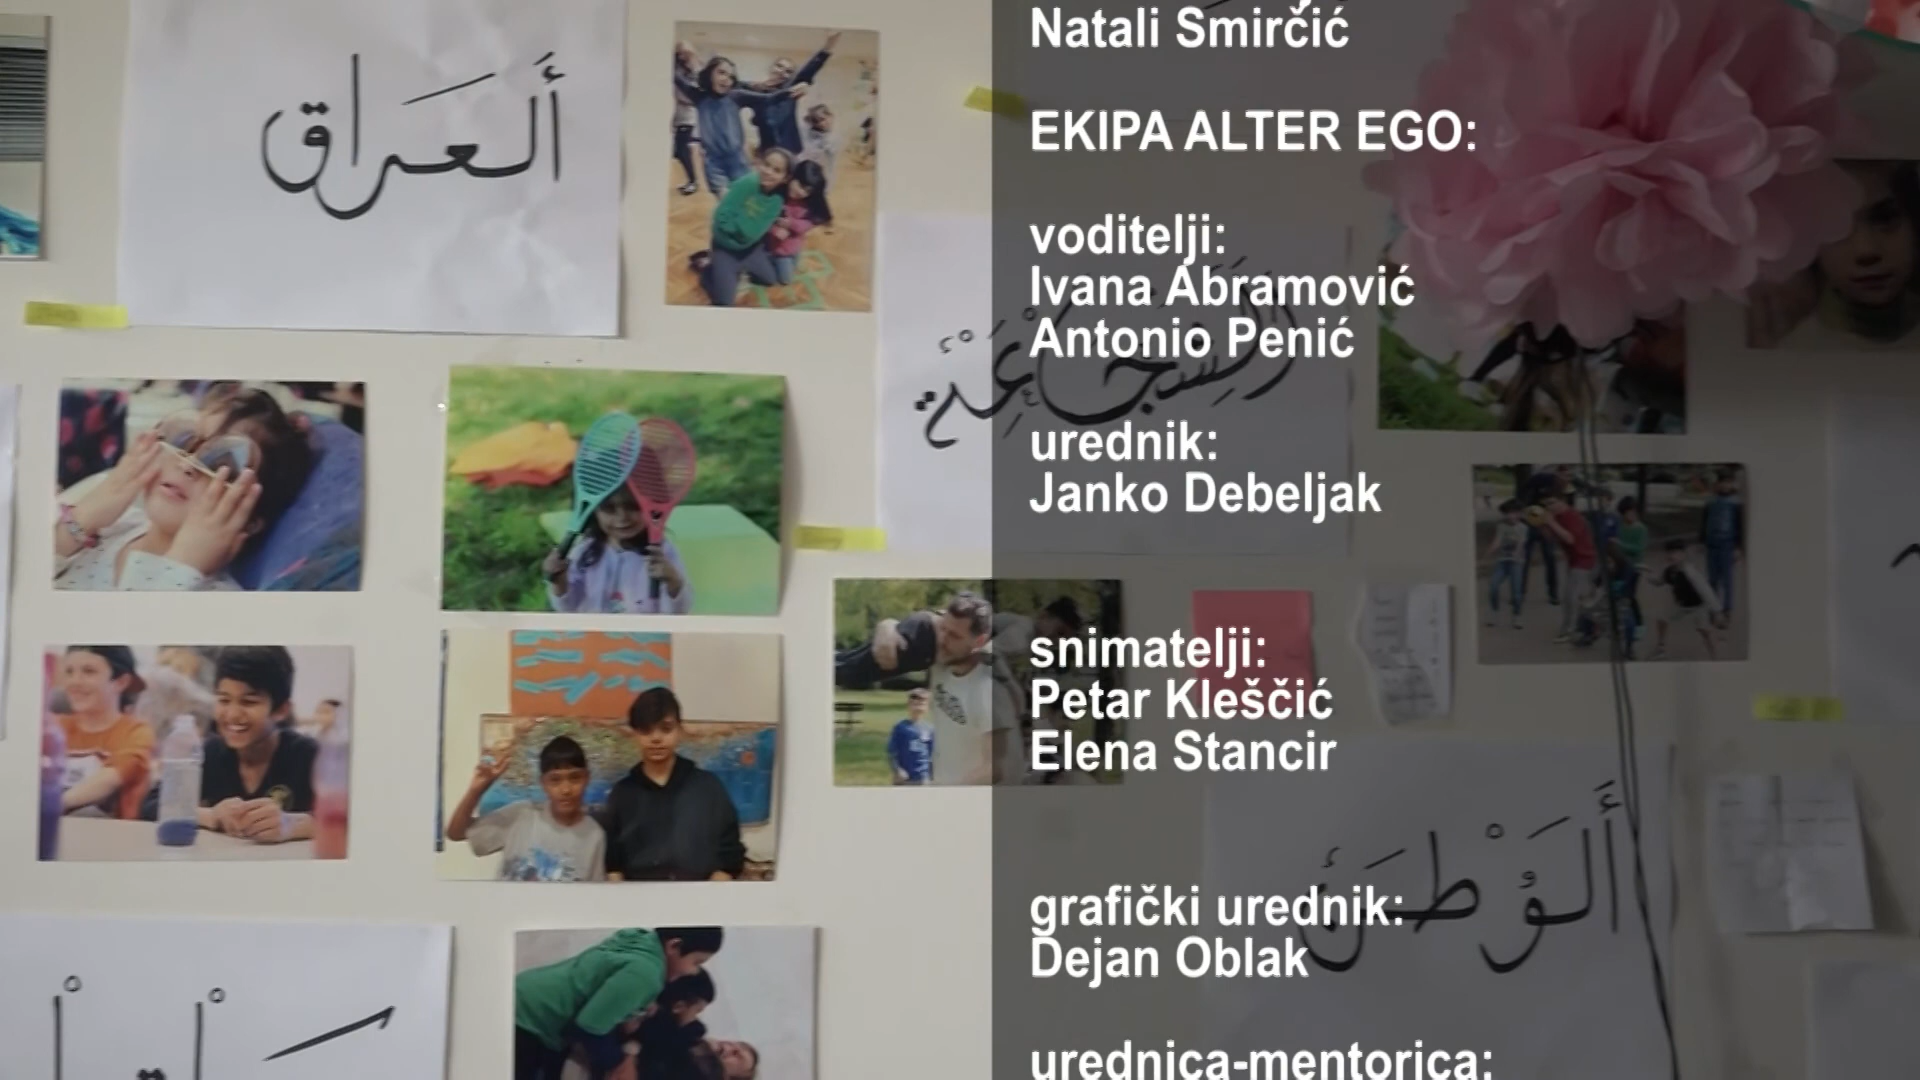 Natali Smirčić
EKIPA ALTER EGO:
voditelji:
Ivana Abramović
Antonio Penić
urednik:
Janko Debeljak
snimatelji:
Petar Kleščić
Elena Stancir
grafički urednik:
Dejan Oblak
urednica-mentorica:
أَلعَراق